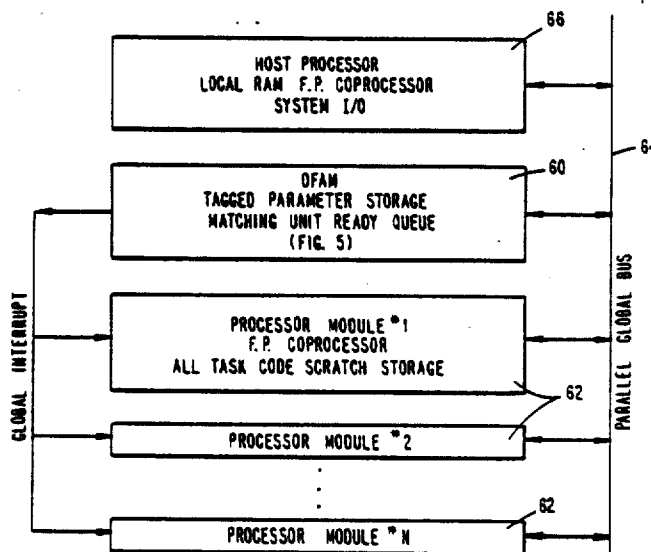 66
HOST PROCESSOR
LOCAL RAM F.P. COPROCESSOR
SYSTEM I/O
60
DFAM
TAGGED PARAMETER STORAGE
MATCHING UNIT READY QUEUE
(FIG. 5)
GLOBAL INTERRUPT
PROCESSOR MODULE #1
F.P. COPROCESSOR
ALL TASK CODE SCRATCH STORAGE
62
PROCESSOR MODULE #2
62
PROCESSOR MODULE #N
PARALLEL GLOBAL BUS